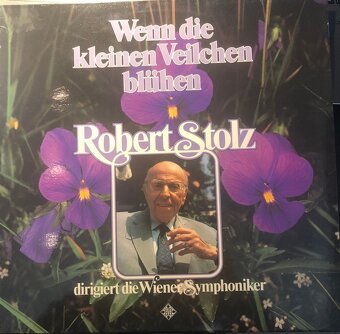 Wenn die
kleinen Veilchen
blühen
Robert Stolz
dirigiert die Wiener Symphoniker